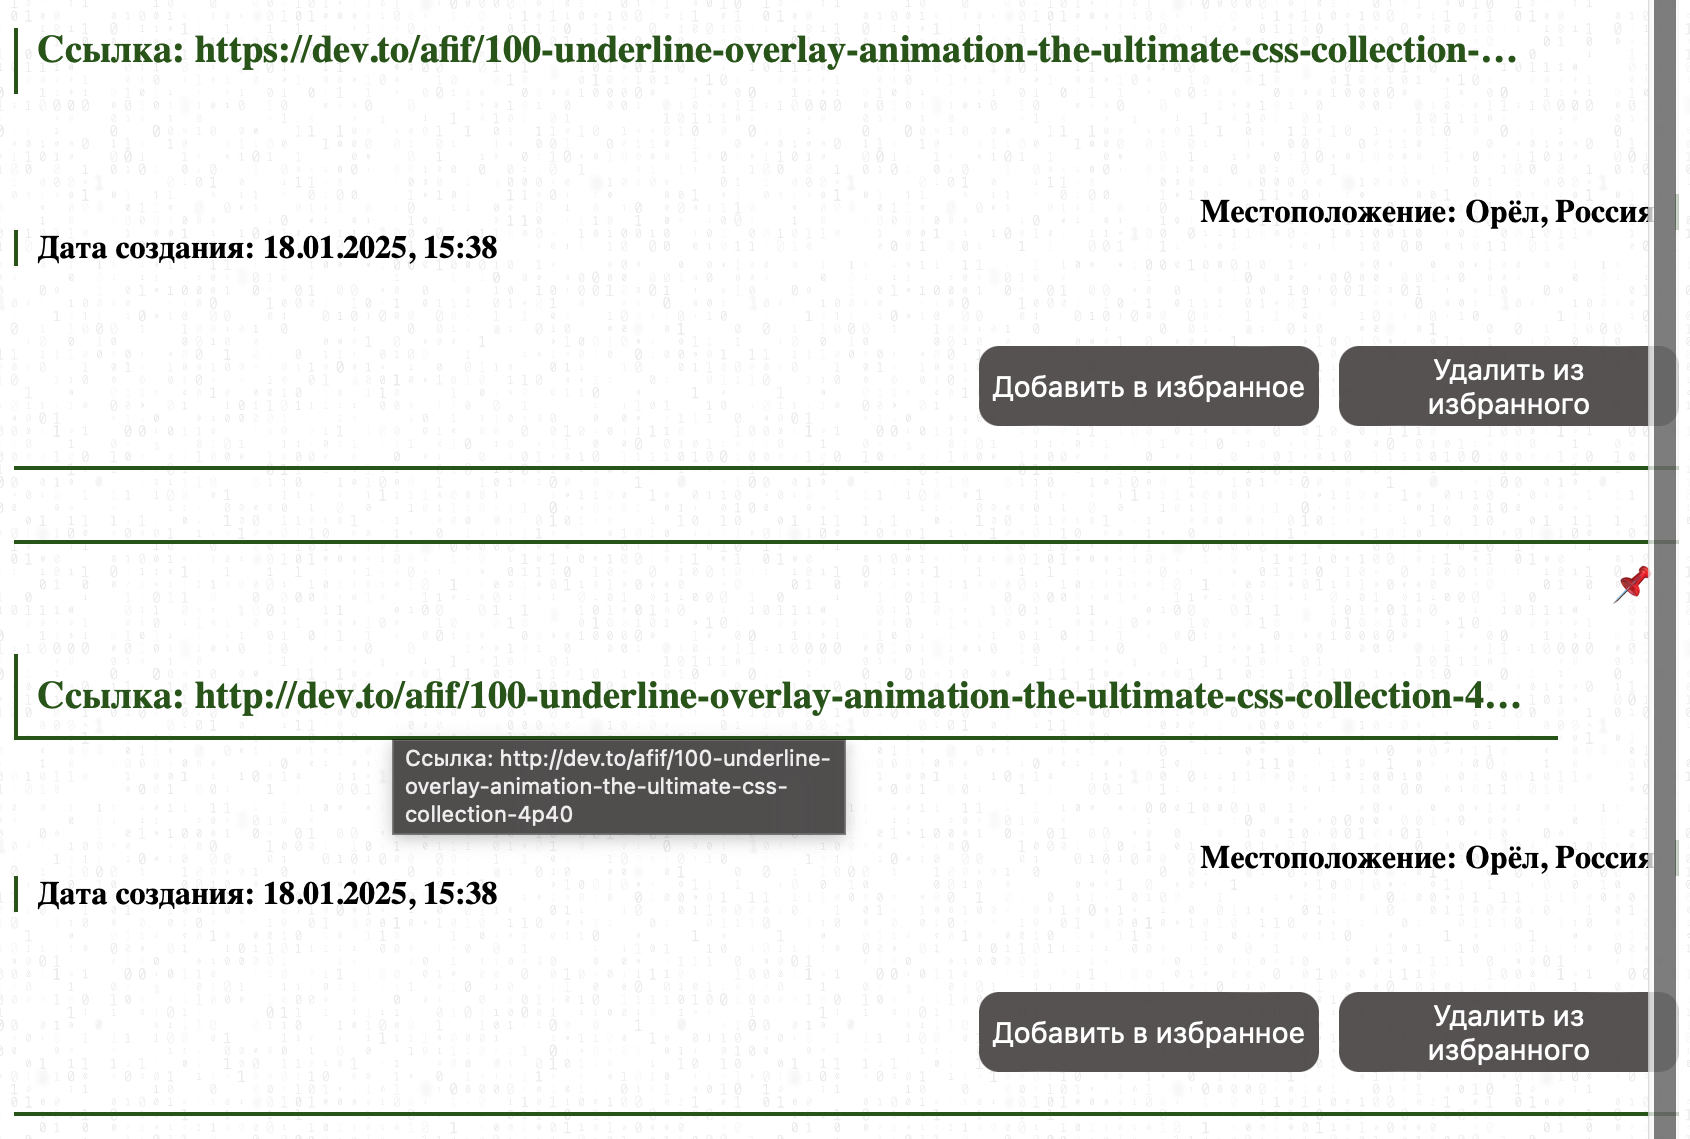 Ссылка: https://dev.to/afif/100-underline-overlay-animation-the-ultimate-css-collection-...
Местоположение: Орёл, Россия
Дата создания: 18.01.2025, 15:38
Добавить в избранное
Удалить из
избранного
Ссылка: http://dev.to/afif/100-underline-overlay-animation-the-ultimate-css-collection-4...
Ссылка: http://dev.to/afif/100-underline-
overlay-animation-the-ultimate-css-
collection-4p40
Местоположение: Орёл, Россия
Дата создания: 18.01.2025, 15:38
Добавить в избранное
Удалить из
избранного